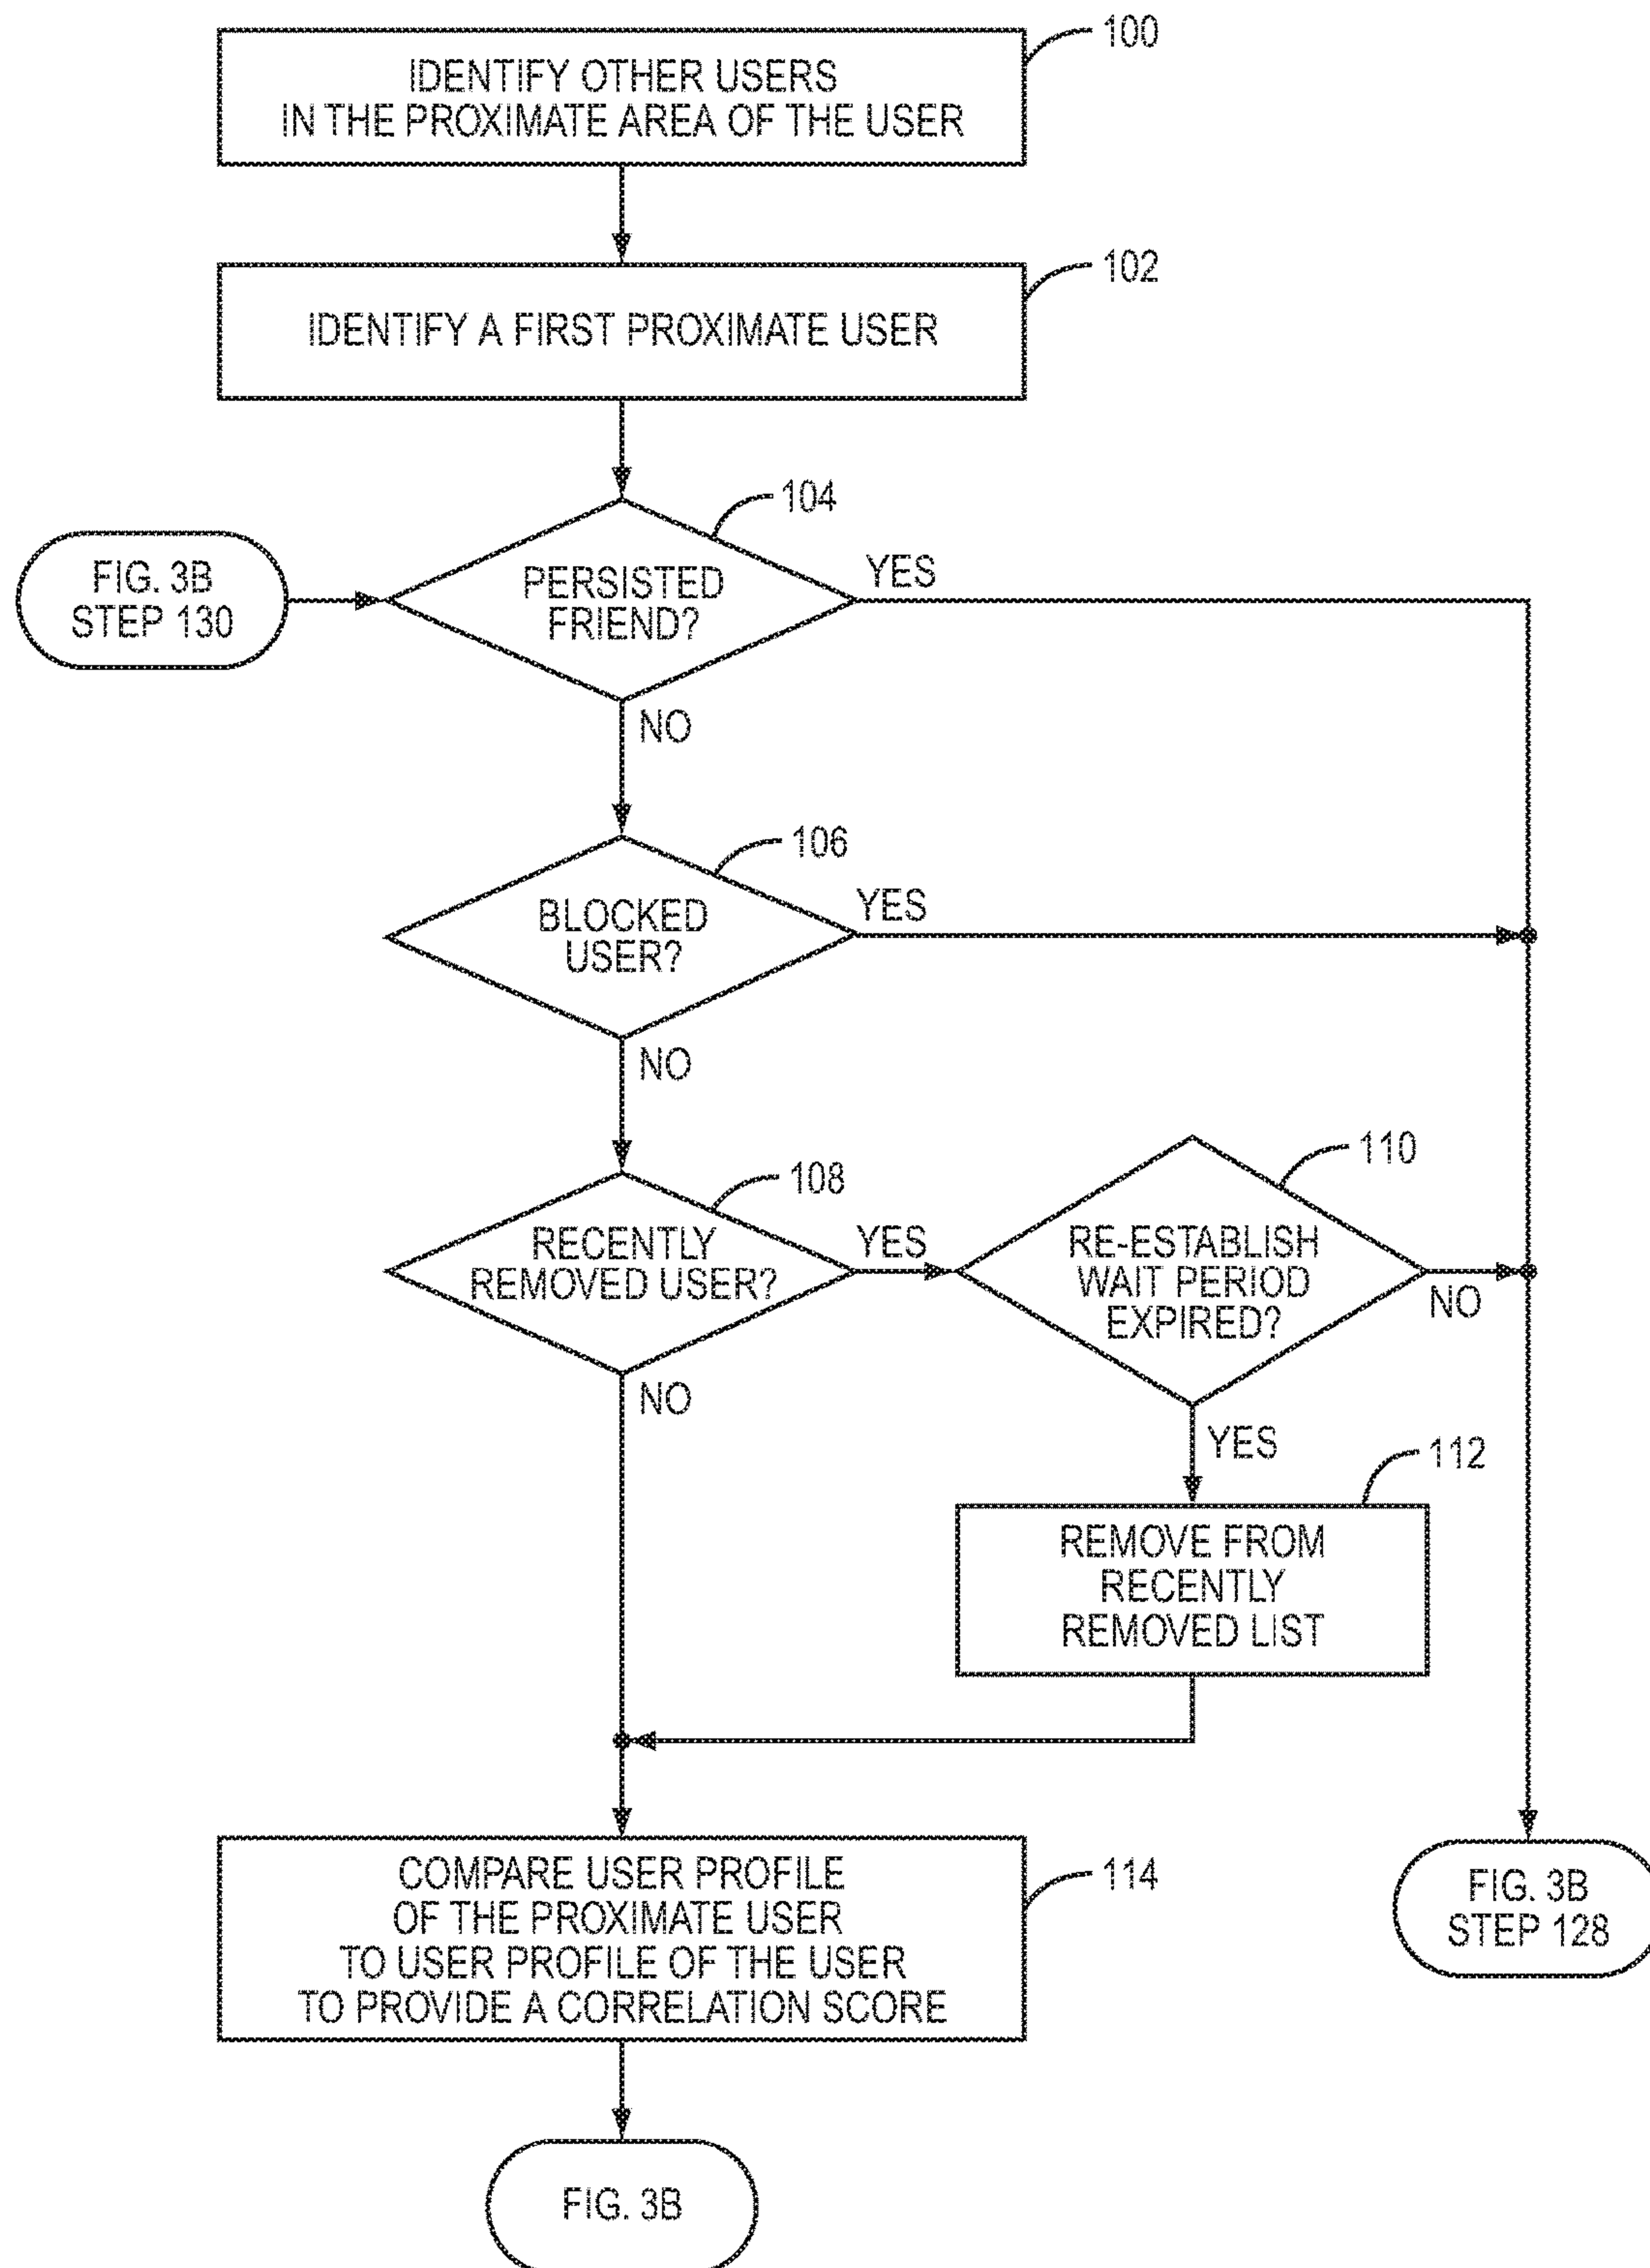 100
IDENTIFY OTHER USERS
IN THE PROXIMATE AREA OF THE USER
102
IDENTIFY A FIRST PROXIMATE USER
104
FIG. 3B
STEP 130
PERSISTED
FRIEND?
YES
NO
106
BLOCKED
USER?
YES
NO
108
RECENTLY
REMOVED USER?
YES
110
RE-ESTABLISH
WAIT PERIOD
EXPIRED?
NO
NO
YES
112
REMOVE FROM
RECENTLY
REMOVED LIST
114
COMPARE USER PROFILE
OF THE PROXIMATE USER
TO USER PROFILE OF THE USER
TO PROVIDE A CORRELATION SCORE
FIG. 3B
STEP 128
FIG. 3B